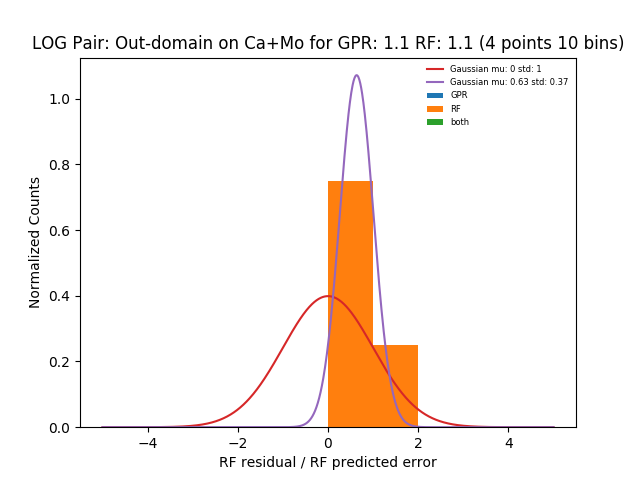 LOG Pair: Out-domain on Ca+Mo for GPR: 1.1 RF: 1.1 (4 points 10 bins)
Gaussian mu: 0 std: 1
Gaussian mu: 0.63 std: 0.37
GPR
RF
both
Normalized Counts
1.0
0.8
0.6
0.4
0.2
0.0
−4 −2 0 2 4
RF residual / RF predicted error